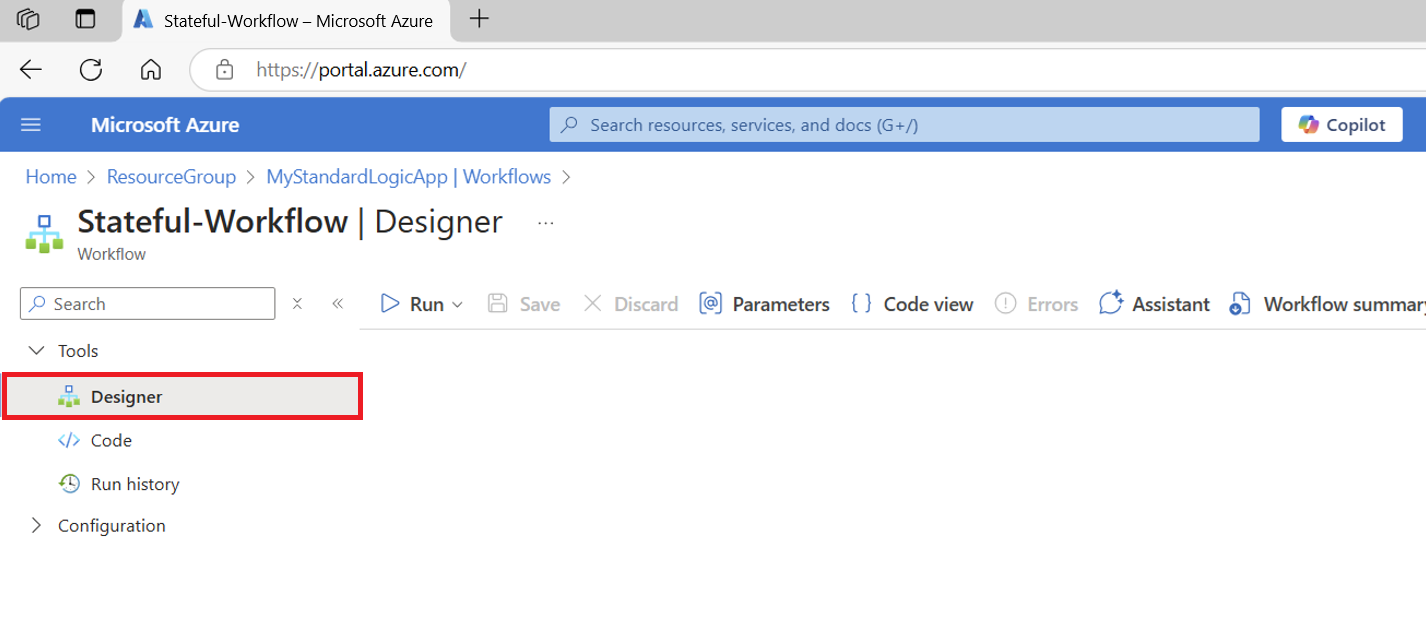 Stateful-Workflow – Microsoft Azure
https://portal.azure.com/
Microsoft Azure
Search resources, services, and docs (G+/)
Copilot
Home > ResourceGroup > MyStandardLogicApp | Workflows >
Stateful-Workflow | Designer ...
Workflow
Search
Run Save Discard Parameters Code view Errors Assistant Workflow summary
Tools
Designer
Code
Run history
Configuration